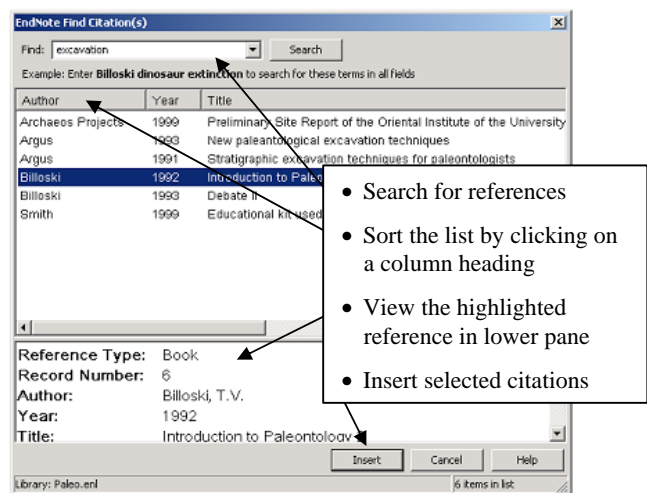 EndNote Find Citation(s)
Find: excavation Search
Example: Enter Billoski dinosaur extinction to search for these terms in all fields
Author Year Title
Archaeos Projects 1999 Preliminary Site Report of the Oriental Institute of the University
Argus 1993 New paleantological excavation techniques
Argus 1991 Stratigraphic excavation techniques for paleontologists
Billoski 1992 Introduction to Paleo
Billoski 1993 Debate II
Smith 1999 Educational kit used
• Search for references
• Sort the list by clicking on
a column heading
• View the highlighted
reference in lower pane
• Insert selected citations
Reference Type: Book
Record Number: 6
Author: Billoski, T.V.
Year: 1992
Title: Introduction to Paleontology
Insert Cancel Help
Library: Paleo.enl 6 items in list